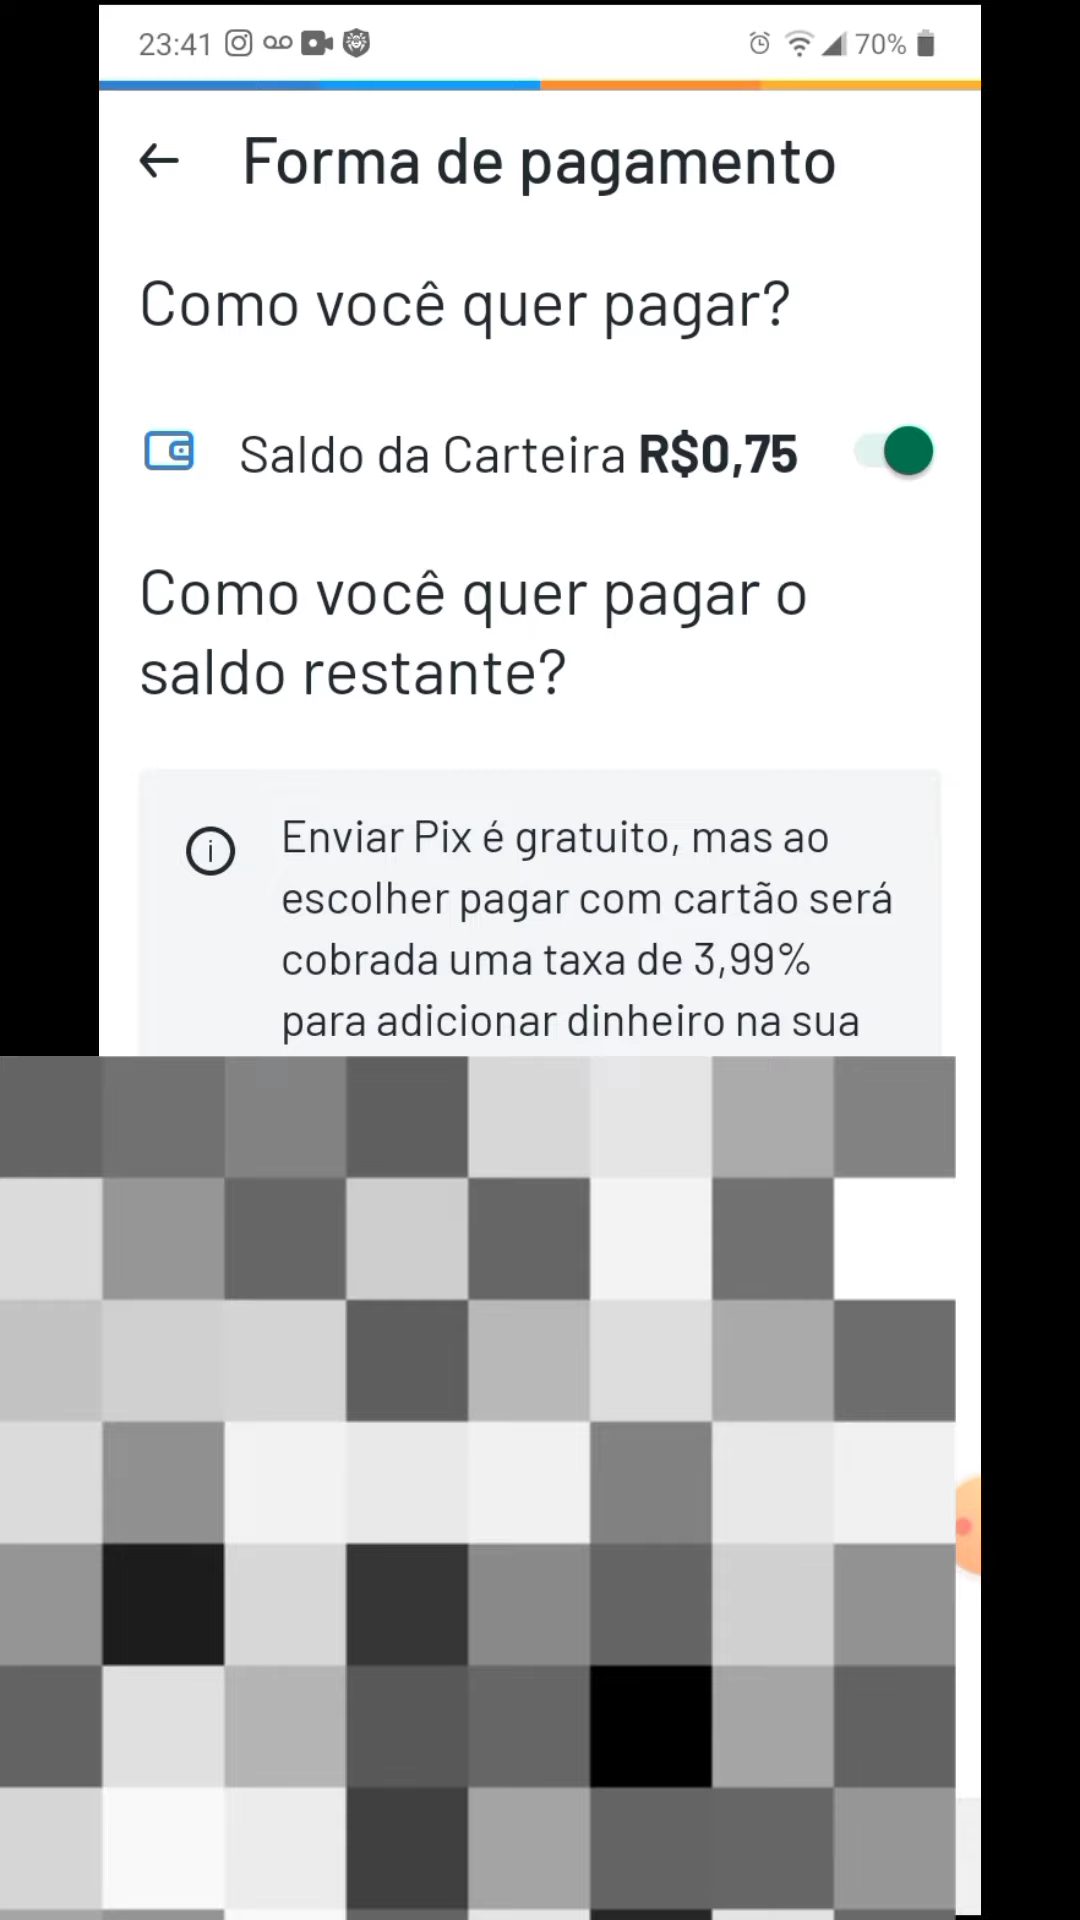 23:41 70%
Forma de pagamento
Como você quer pagar?
Saldo da Carteira R$0,75
Como você quer pagar o
saldo restante?
Enviar Pix é gratuito, mas ao
escolher pagar com cartão será
cobrada uma taxa de 3,99%
para adicionar dinheiro na sua